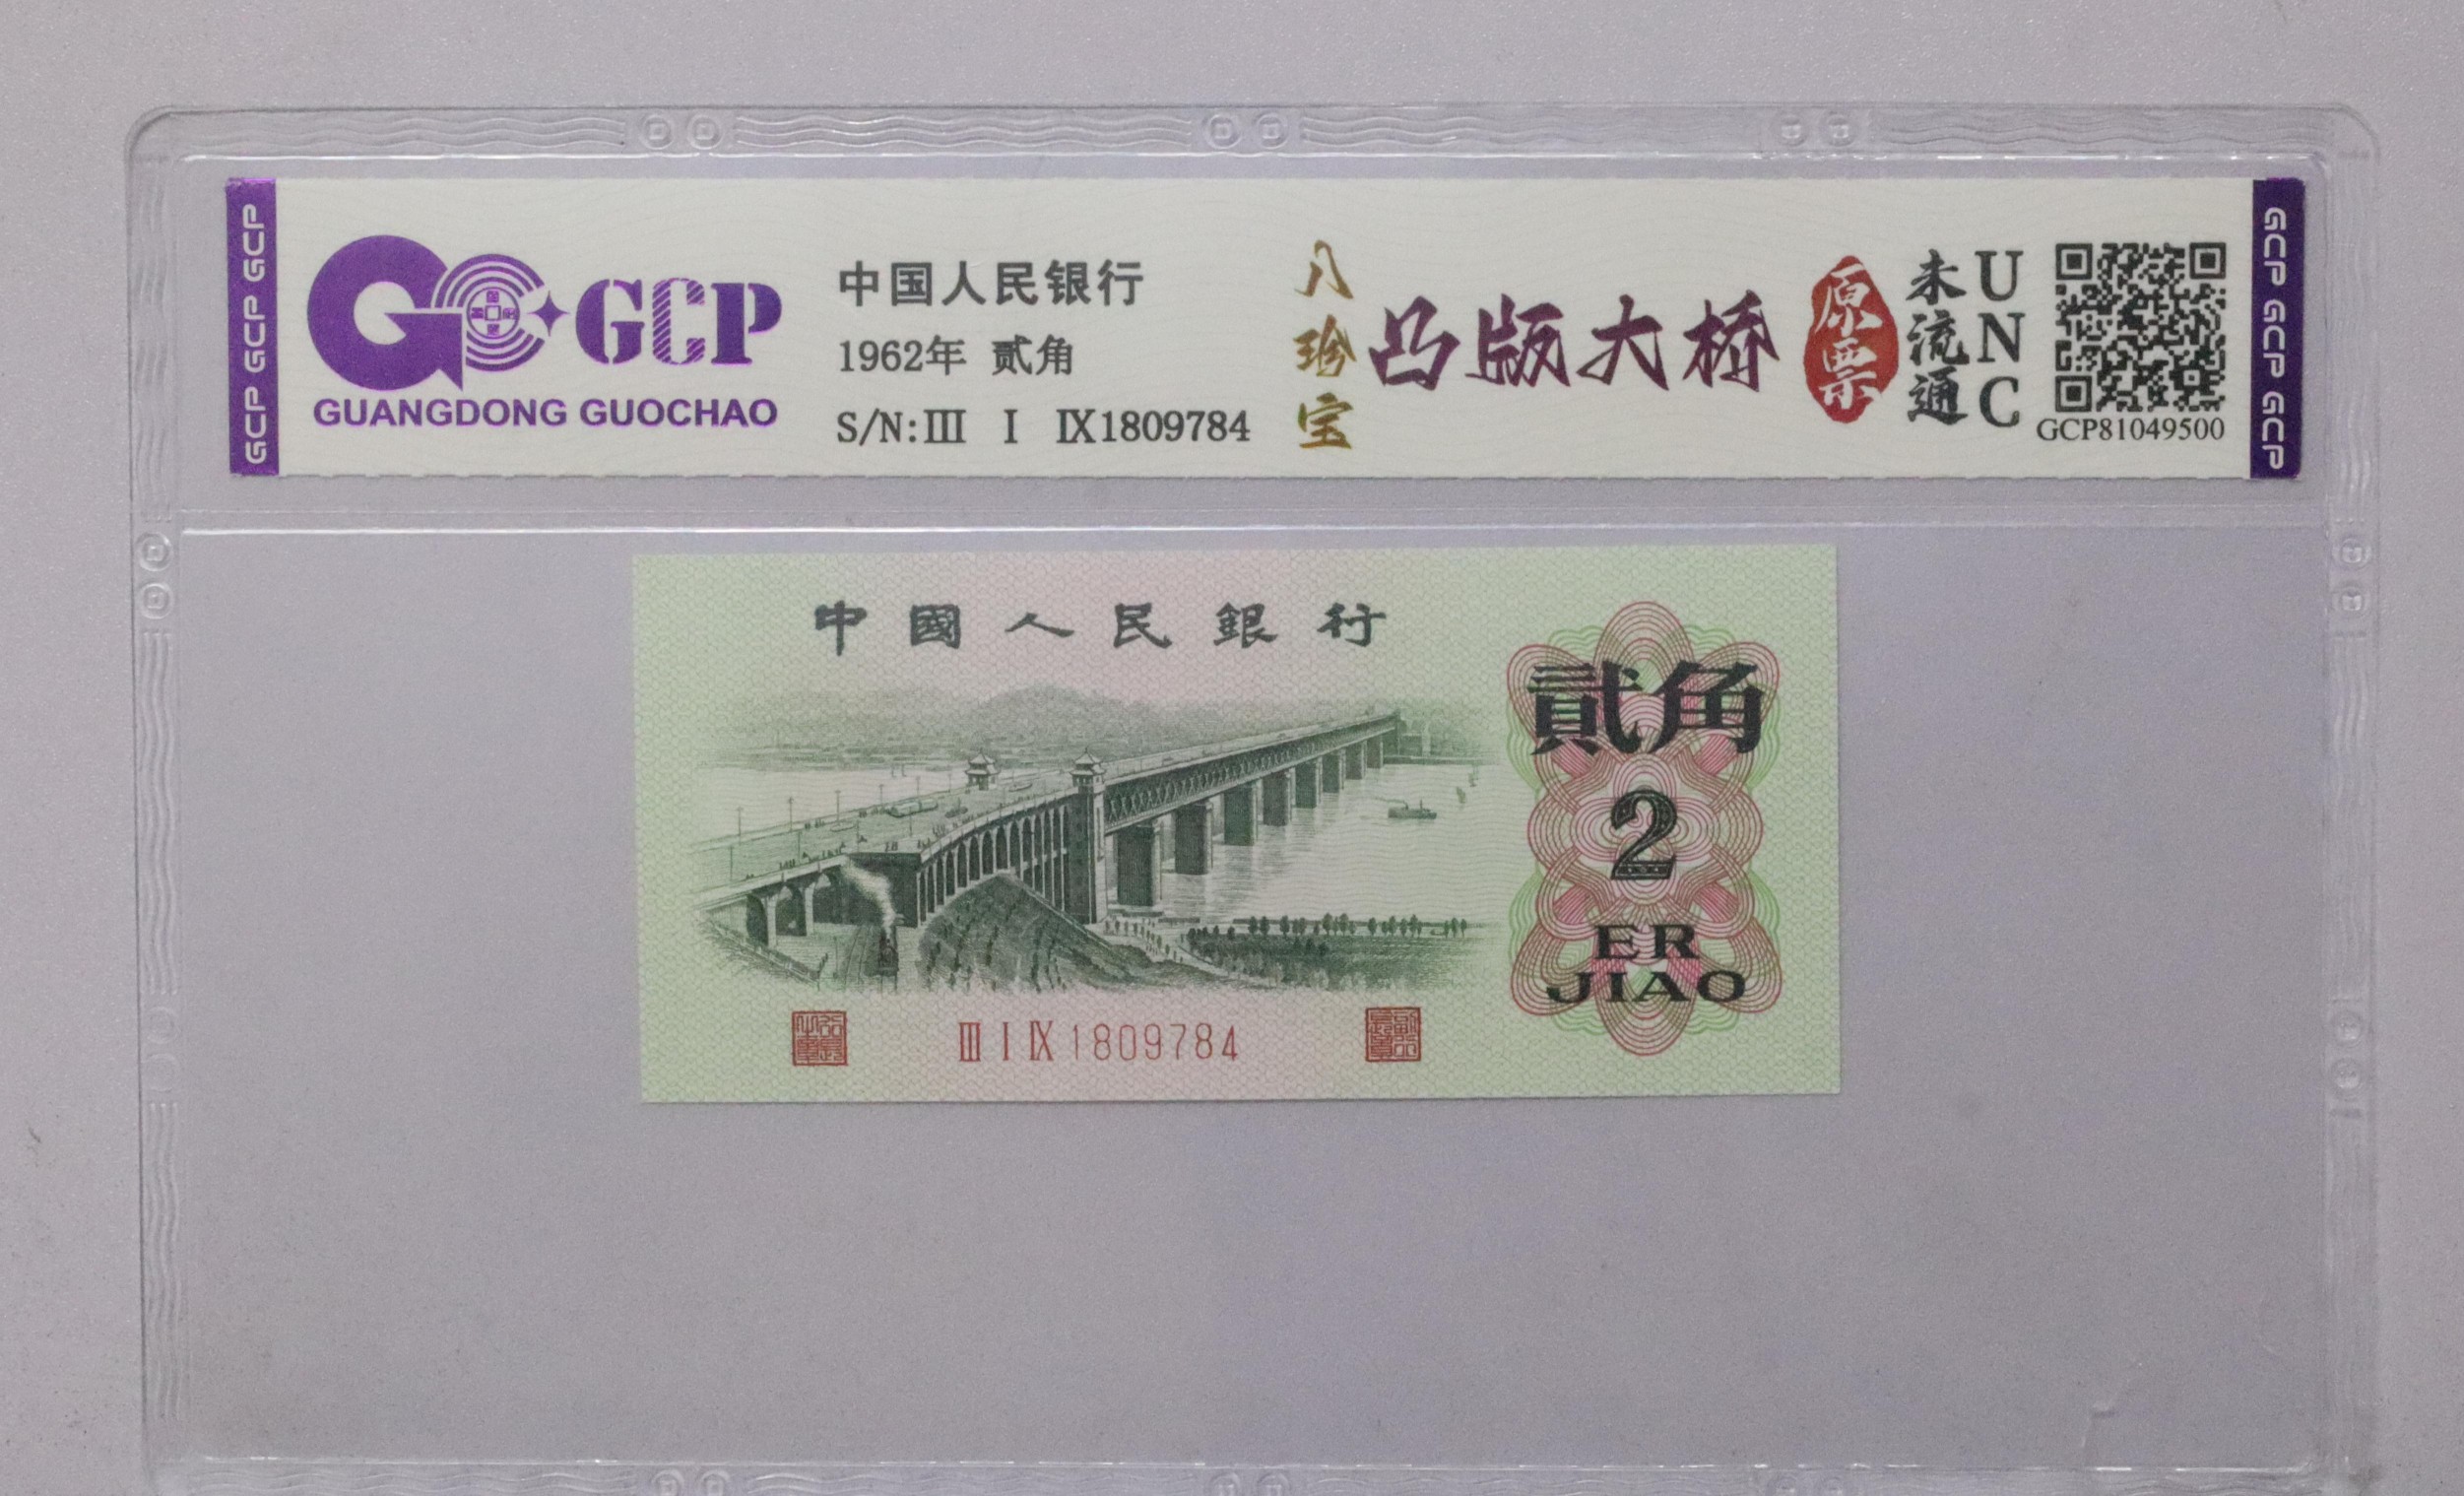 GCP GCP GCP
GC GCP
GUANGDONG GUOCHAO
中国人民银行
1962年 贰角
S/N:Ⅲ Ⅰ Ⅸ1809784
八珍宝
凸版大桥
原票
未流通
UNC
GCP81049500
GCP GCP GCP
中國人民銀行
貳角
2
ER
JIAO
Ⅲ Ⅰ Ⅸ 1809784